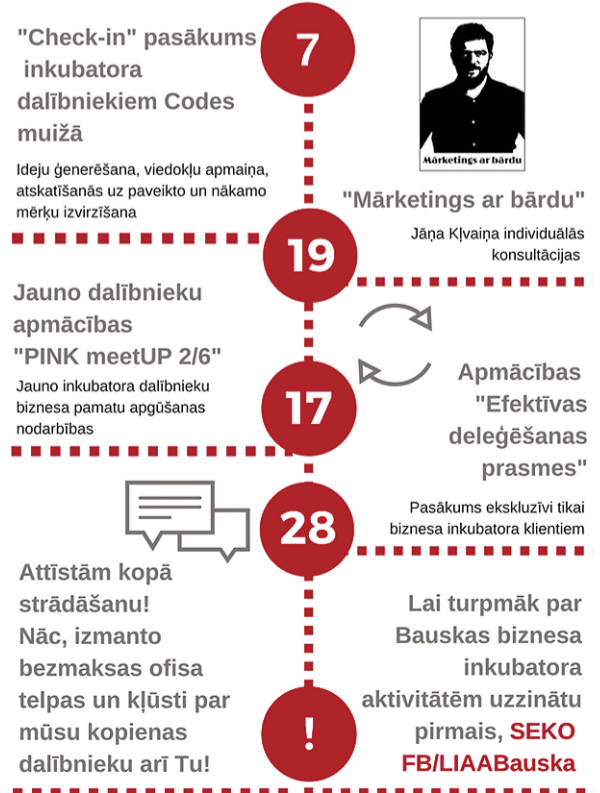 "Check-in" pasākums
inkubatora
dalībniekiem Codes
muižā
Ideju ģenerēšana, viedokļu apmaiņa,
atskatīšanās uz paveikto un nākamo
mērķu izvirzīšana
7
Mārketings ar bārdu
"Mārketings ar bārdu"
Jāņa Kļvaiņa individuālās
konsultācijas
19
Jauno dalībnieku
apmācības
"PINK meetUP 2/6"
Jauno inkubatora dalībnieku
biznesa pamatu apgūšanas
nodarbības
17
Apmācības
"Efektīvas
deleģēšanas
prasmes"
Pasākums ekskluzīvi tikai
biznesa inkubatora klientiem
28
Attīstām kopā
strādāšanu!
Nāc, izmanto
bezmaksas ofisa
telpas un kļūsti par
mūsu kopienas
dalībnieku arī Tu!
!
Lai turpmāk par
Bauskas biznesa
inkubatora
aktivitātēm uzzinātu
pirmais, SEKO
FB/LIAABauska